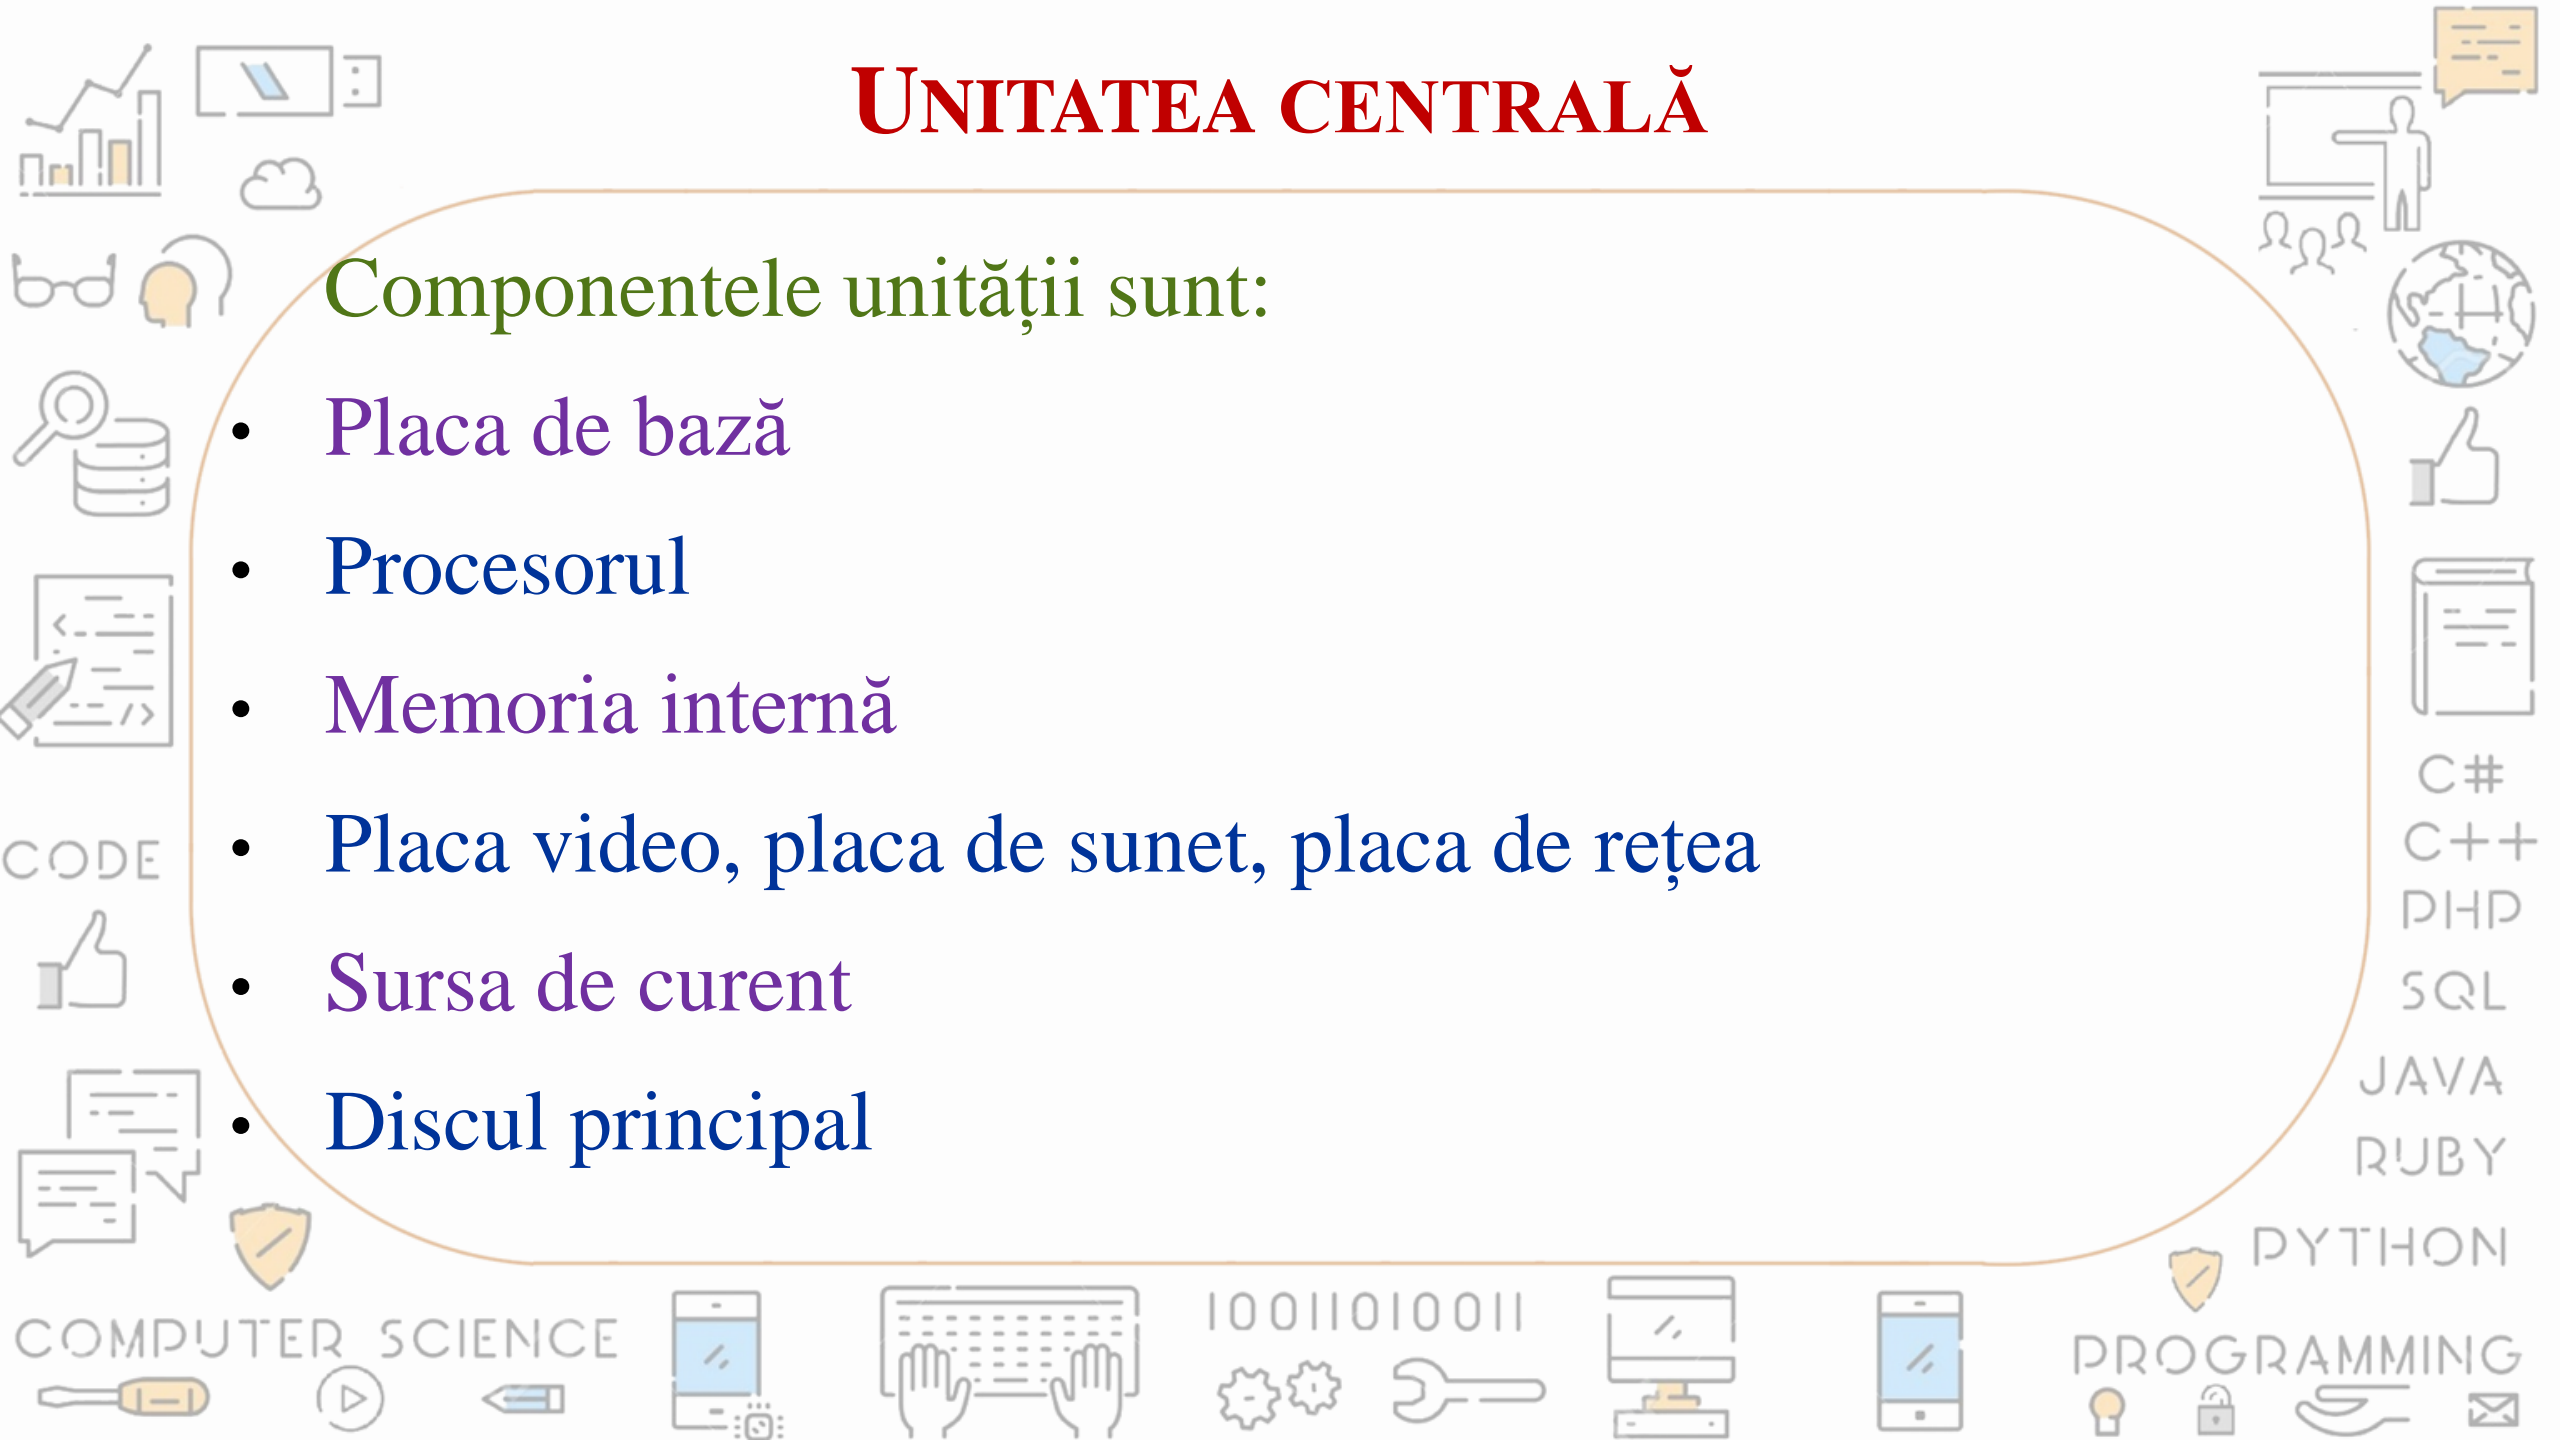 UNITATEA CENTRALĂ
Componentele unității sunt:
• Placa de bază
• Procesorul
• Memoria internă
• Placa video, placa de sunet, placa de rețea
• Sursa de curent
• Discul principal
CODE
C#
C++
PHP
SQL
JAVA
RUBY
PYTHON
COMPUTER SCIENCE
10011010011
PROGRAMMING